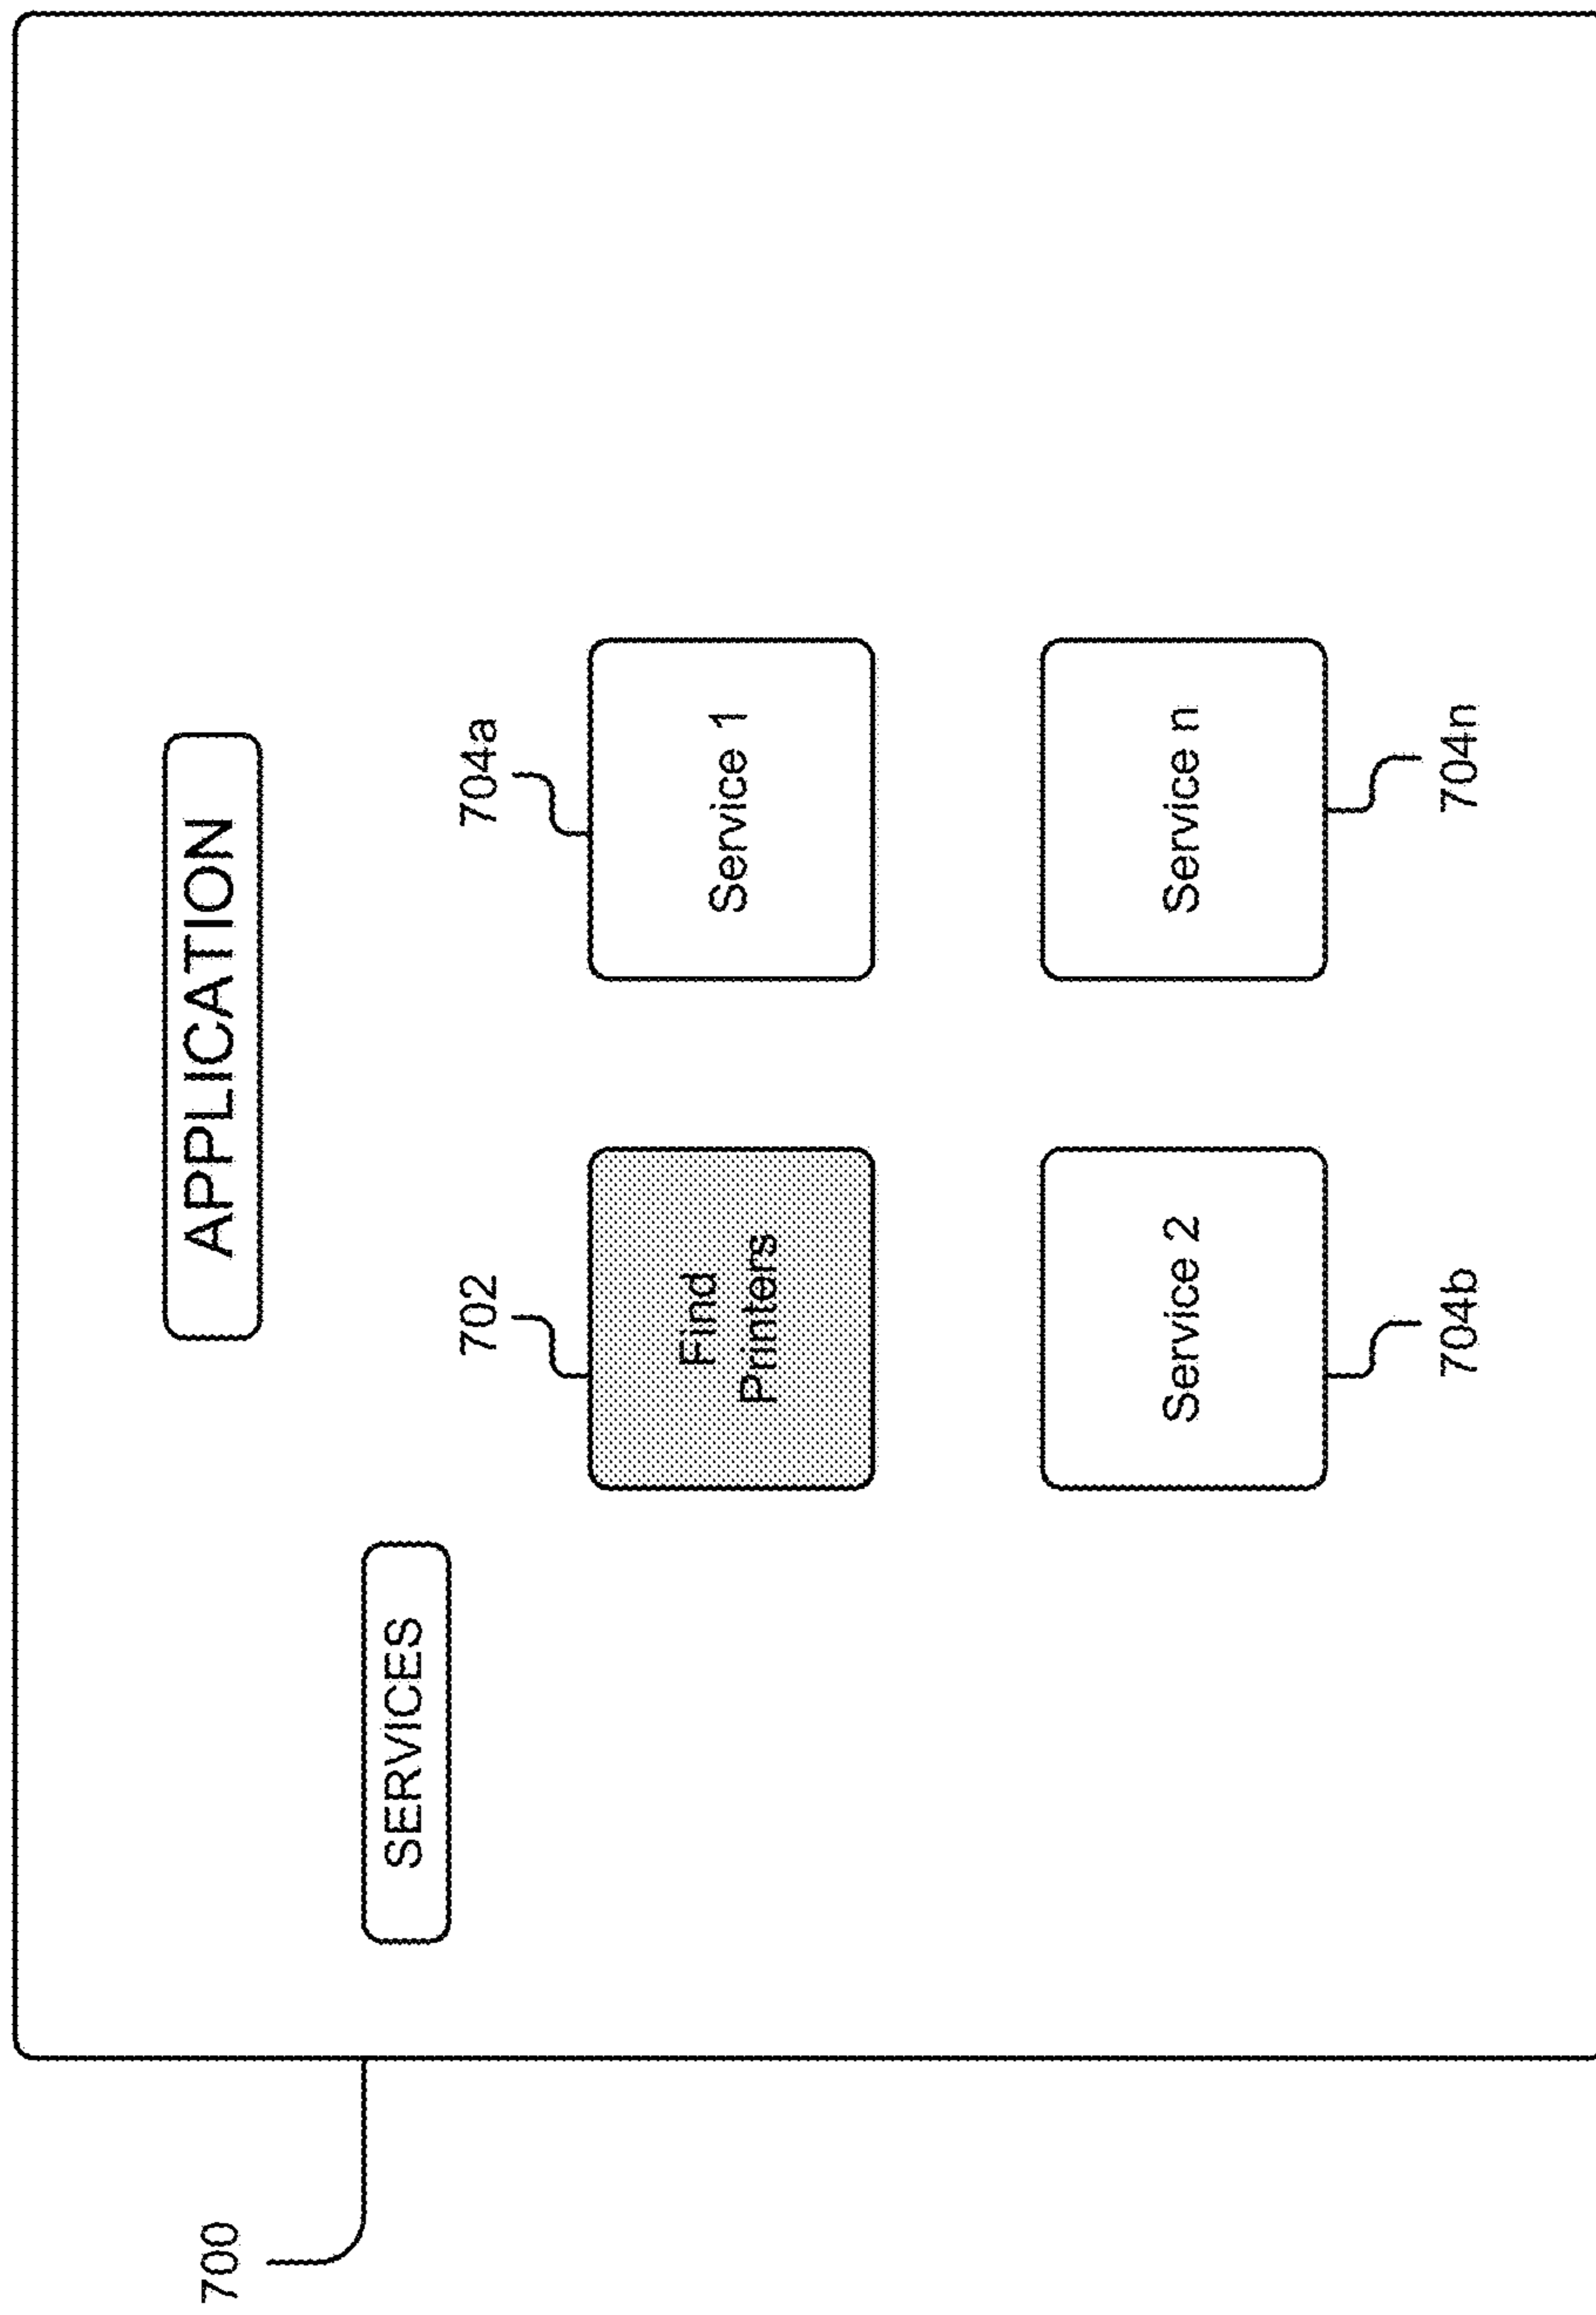 700
APPLICATION
SERVICES
702
704a
Find
Printers
Service 1
Service 2
Service n
704b
704n